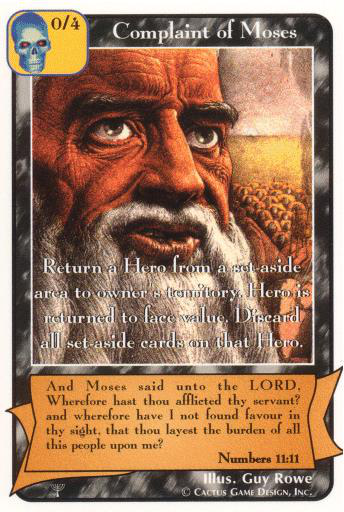 0/4
Complaint of Moses
Return a Hero from a set-aside
area to owner's territory. Hero is
returned to face value. Discard
all set-aside cards on that Hero.
And Moses said unto the LORD,
Wherefore hast thou afflicted thy servant?
and wherefore have I not found favour in
thy sight, that thou layest the burden of all
this people upon me?
Numbers 11:11
Illus. Guy Rowe
© CACTUS GAME DESIGN, INC.